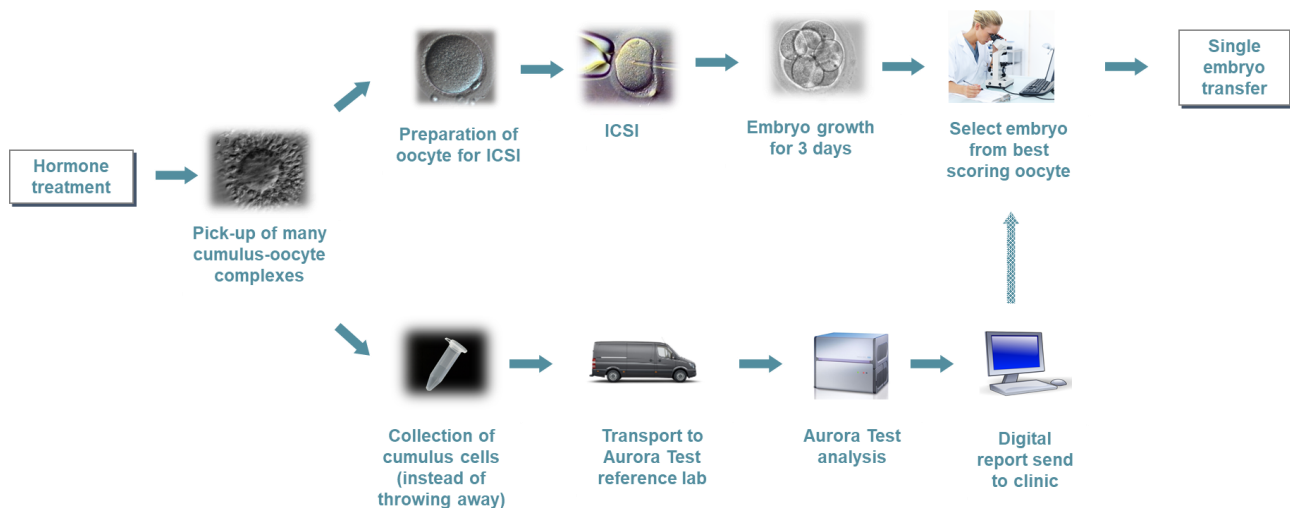 Hormone
treatment
Pick-up of many
cumulus-oocyte
complexes
Preparation of
oocyte for ICSI
ICSI
Embryo growth
for 3 days
Select embryo
from best
scoring oocyte
Single
embryo
transfer
Collection of
cumulus cells
(instead of
throwing away)
Transport to
Aurora Test
reference lab
Aurora Test
analysis
Digital
report send
to clinic